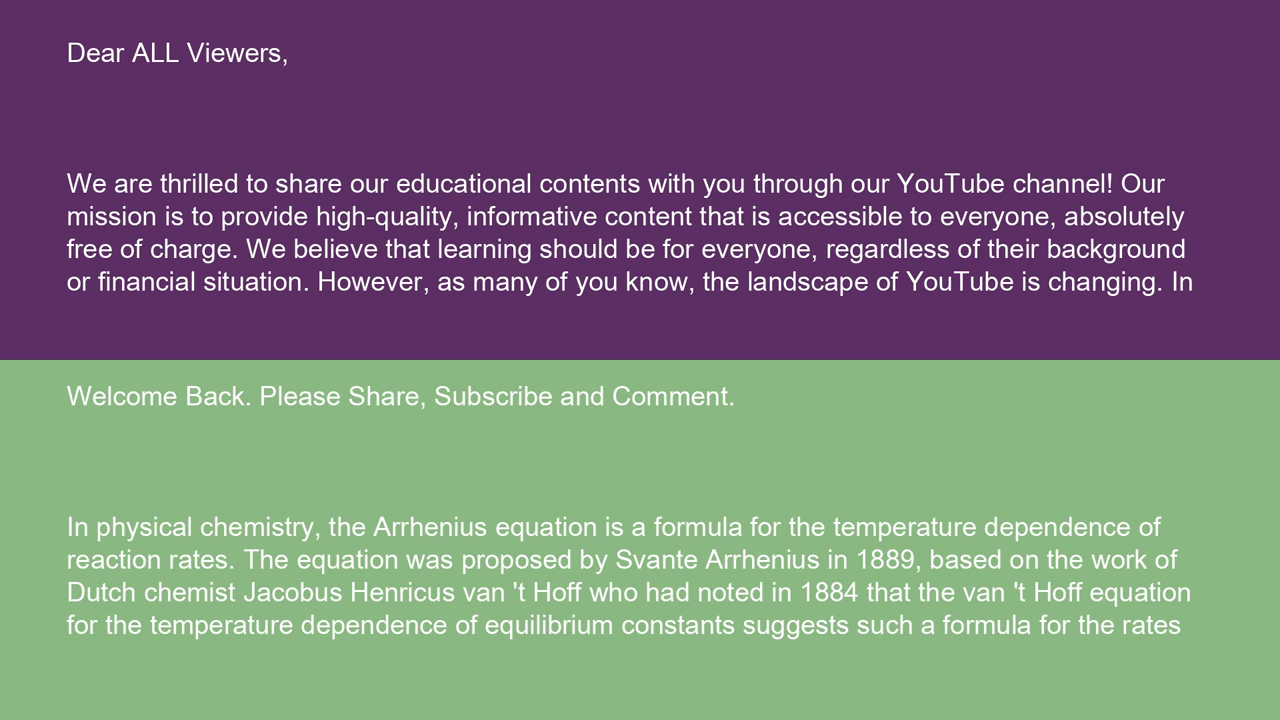 Dear ALL Viewers,
We are thrilled to share our educational contents with you through our YouTube channel! Our
mission is to provide high-quality, informative content that is accessible to everyone, absolutely
free of charge. We believe that learning should be for everyone, regardless of their background
or financial situation. However, as many of you know, the landscape of YouTube is changing. In
Welcome Back. Please Share, Subscribe and Comment.
In physical chemistry, the Arrhenius equation is a formula for the temperature dependence of
reaction rates. The equation was proposed by Svante Arrhenius in 1889, based on the work of
Dutch chemist Jacobus Henricus van 't Hoff who had noted in 1884 that the van 't Hoff equation
for the temperature dependence of equilibrium constants suggests such a formula for the rates